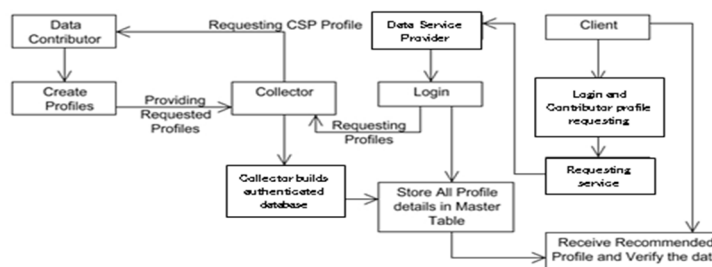 Data
Contributor
Requesting CSP Profile
Data Service
Provider
Client
Create
Profiles
Providing
Requested
Profiles
Collector
Login
Requesting
Profiles
Login and
Contributor profile
requesting
Collector builds
authenticated
database
Store All Profile
details in Master
Table
Requesting
service
Receive Recommended
Profile and Verify the dat